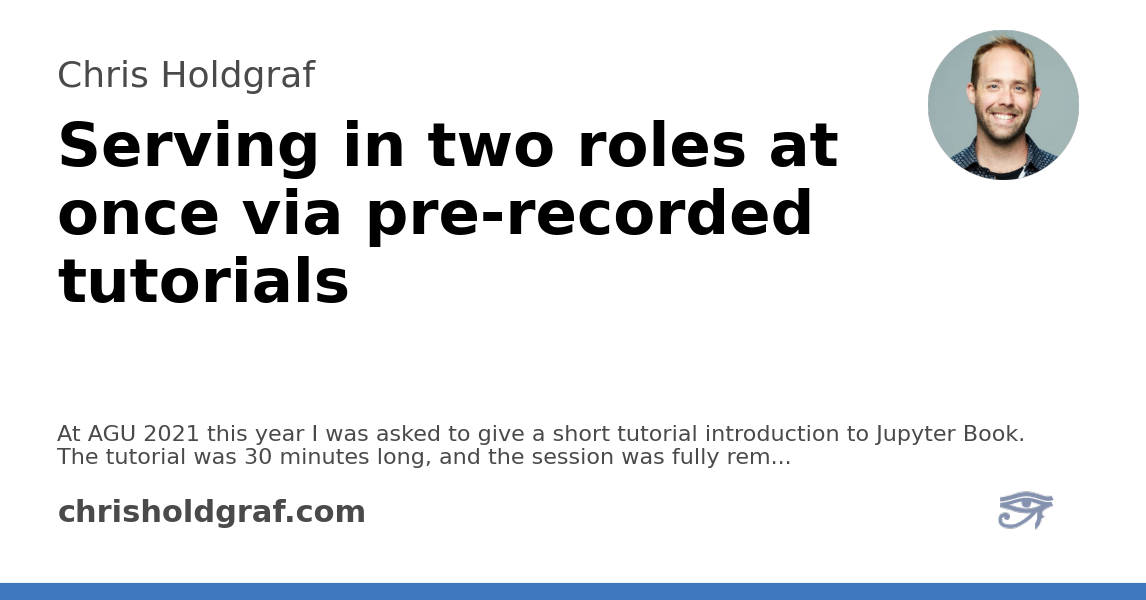 Chris Holdgraf
Serving in two roles at
once via pre-recorded
tutorials
At AGU 2021 this year I was asked to give a short tutorial introduction to Jupyter Book.
The tutorial was 30 minutes long, and the session was fully rem...
chrisholdgraf.com